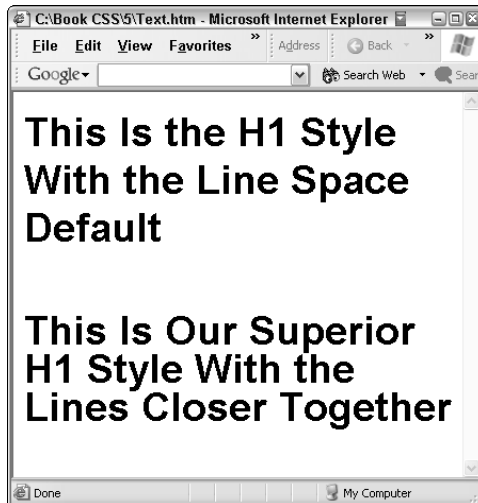 C:\Book CSS\5\Text.htm - Microsoft Internet Explorer
File Edit View Favorites » Address Back »
Google Search Web Sear
This Is the H1 Style
With the Line Space
Default
This Is Our Superior
H1 Style With the
Lines Closer Together
Done My Computer